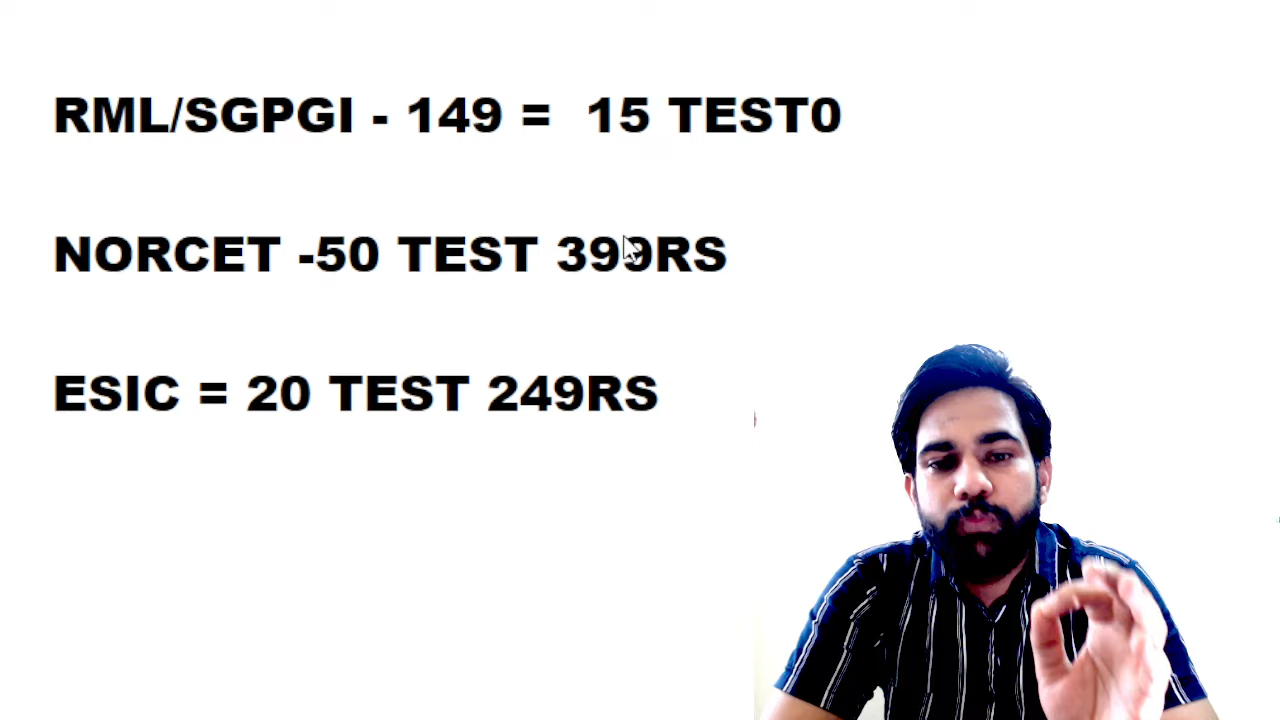 RML/SGPGI - 149 = 15 TEST0
NORCET -50 TEST 399RS
ESIC = 20 TEST 249RS